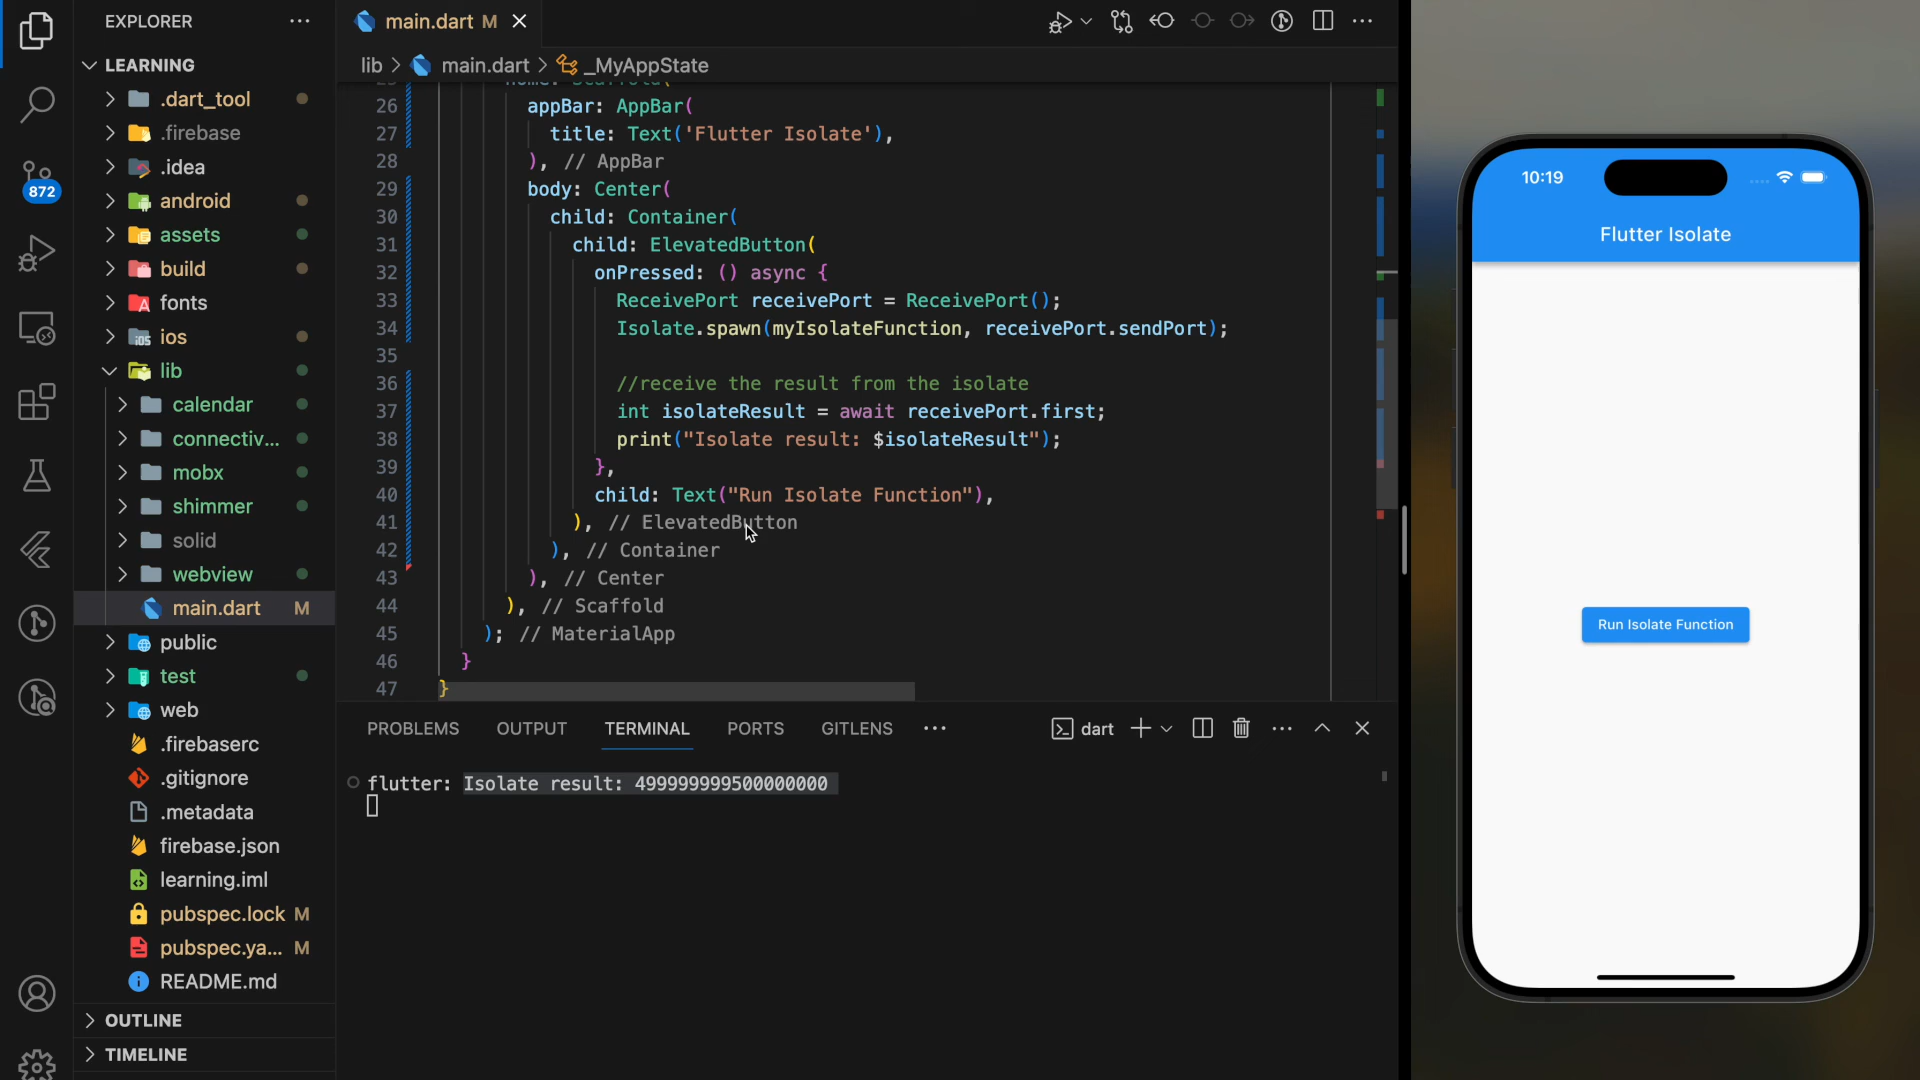 EXPLORER
LEARNING
.dart_tool
.firebase
.idea
872
android
assets
build
fonts
ios
lib
calendar
connectiv...
mobx
shimmer
solid
webview
main.dart M
public
test
web
.firebaserc
.gitignore
.metadata
firebase.json
learning.iml
pubspec.lock M
pubspec.ya... M
README.md
OUTLINE
TIMELINE
main.dart M
lib > main.dart > _MyAppState
26 appBar: AppBar(
27 title: Text('Flutter Isolate'),
28 ), // AppBar
29 body: Center(
30 child: Container(
31 child: ElevatedButton(
32 onPressed: () async {
33 ReceivePort receivePort = ReceivePort();
34 Isolate.spawn(myIsolateFunction, receivePort.sendPort);
35
36 //receive the result from the isolate
37 int isolateResult = await receivePort.first;
38 print("Isolate result: $isolateResult");
39 },
40 child: Text("Run Isolate Function"),
41 ), // ElevatedButton
42 ), // Container
43 ), // Center
44 ), // Scaffold
45 ); // MaterialApp
46 }
47 }
PROBLEMS OUTPUT TERMINAL PORTS GITLENS
dart
flutter: Isolate result: 499999999500000000
10:19
Flutter Isolate
Run Isolate Function